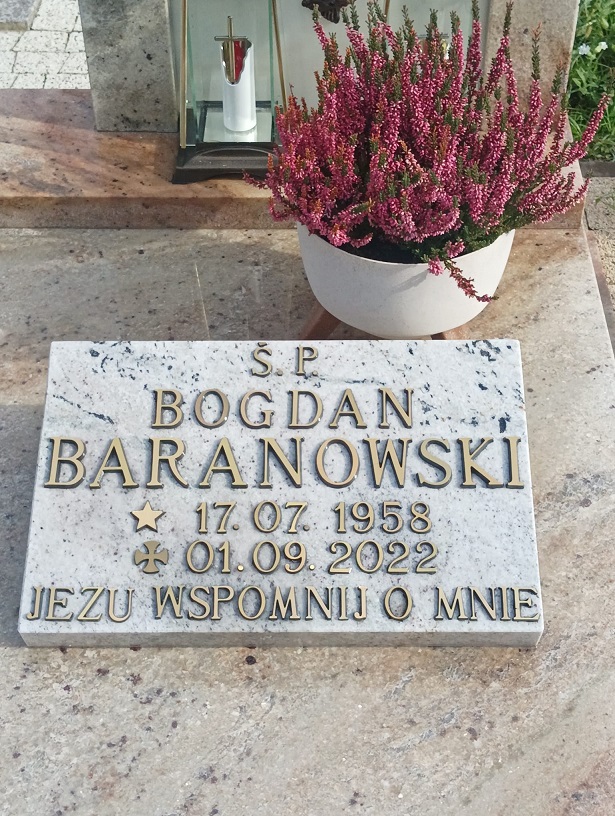 Ś.P.
BOGDAN
BARANOWSKI
17.07.1958
01.09.2022
JEZU WSPOMNIJ O MNIE